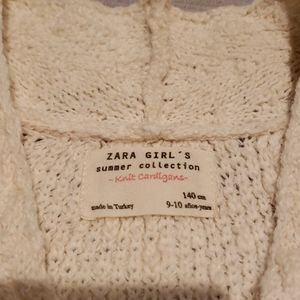 ZARA GIRL´S
summer collection
- Knit Cardigans -
140 cm
made in Turkey 9-10 años-years